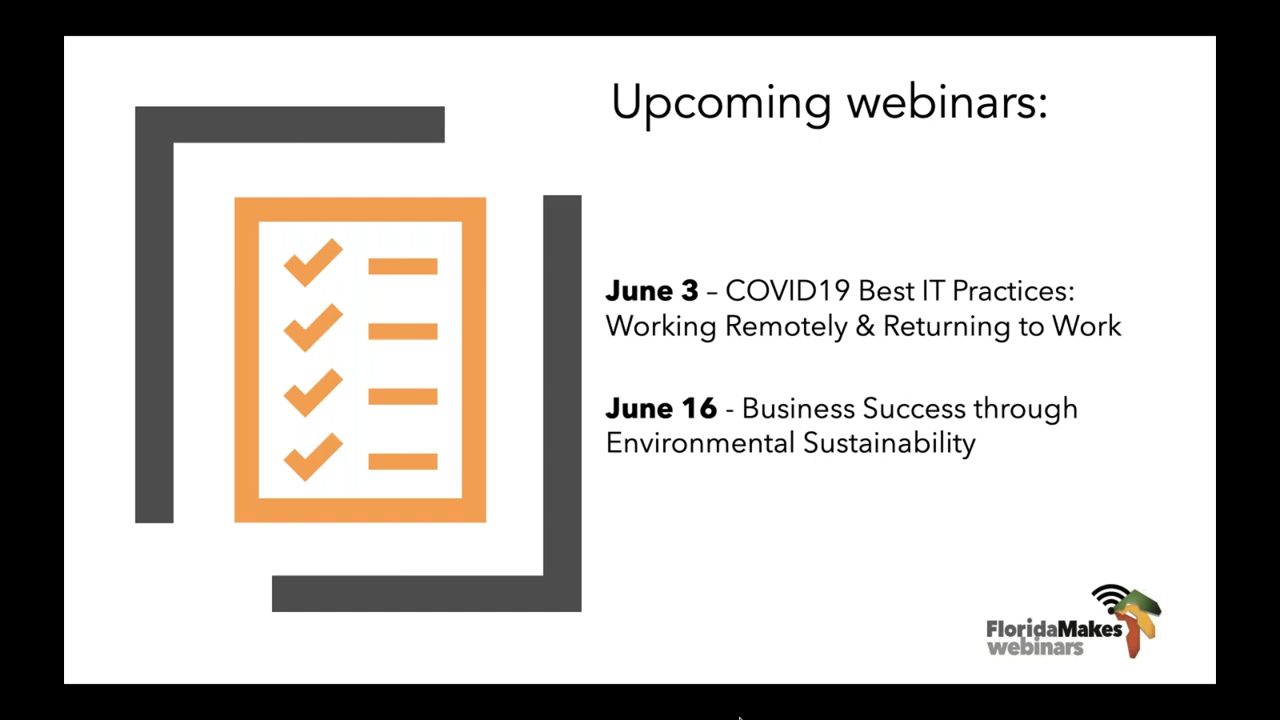 Upcoming webinars:
June 3 – COVID19 Best IT Practices:
Working Remotely & Returning to Work
June 16 - Business Success through
Environmental Sustainability
FloridaMakes
webinars